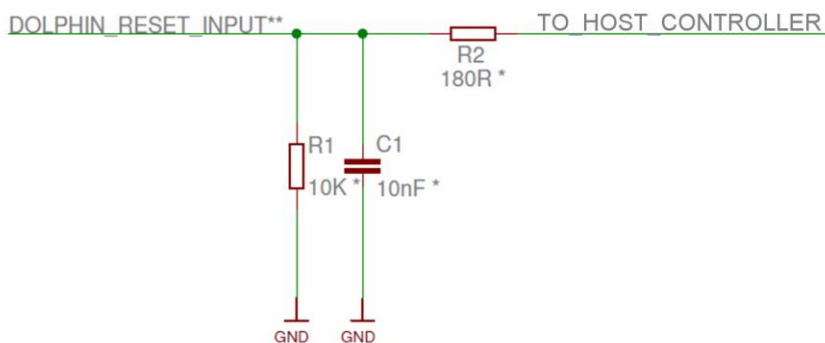 DOLPHIN_RESET_INPUT**
TO_HOST_CONTROLLER
R2
180R *
R1
10K *
C1
10nF *
GND
GND